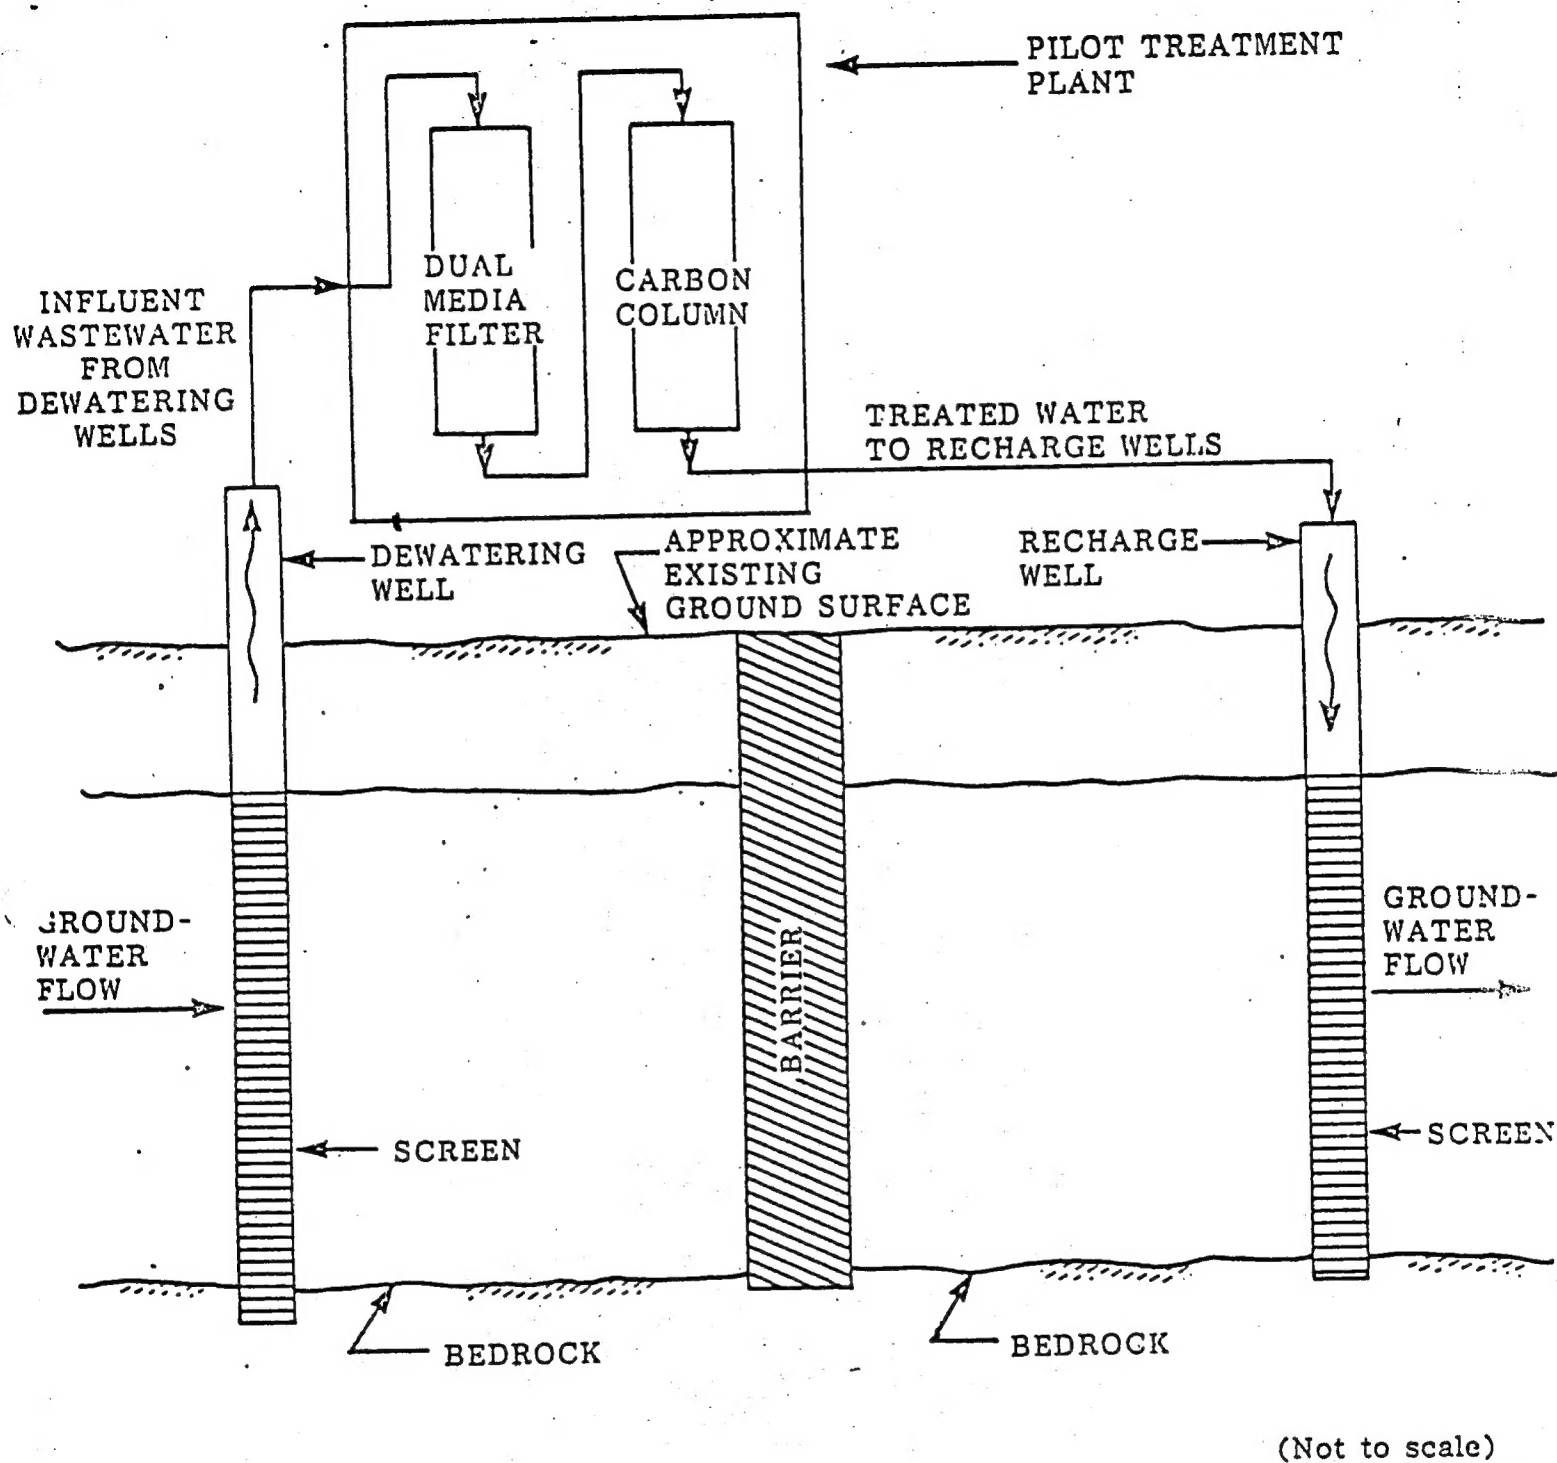 PILOT TREATMENT
PLANT
DUAL
MEDIA
FILTER
CARBON
COLUMN
INFLUENT
WASTEWATER
FROM
DEWATERING
WELLS
TREATED WATER
TO RECHARGE WELLS
DEWATERING
WELL
APPROXIMATE
EXISTING
GROUND SURFACE
RECHARGE
WELL
GROUND-
WATER
FLOW
BARRIER
GROUND-
WATER
FLOW
SCREEN
SCREEN
BEDROCK
BEDROCK
(Not to scale)